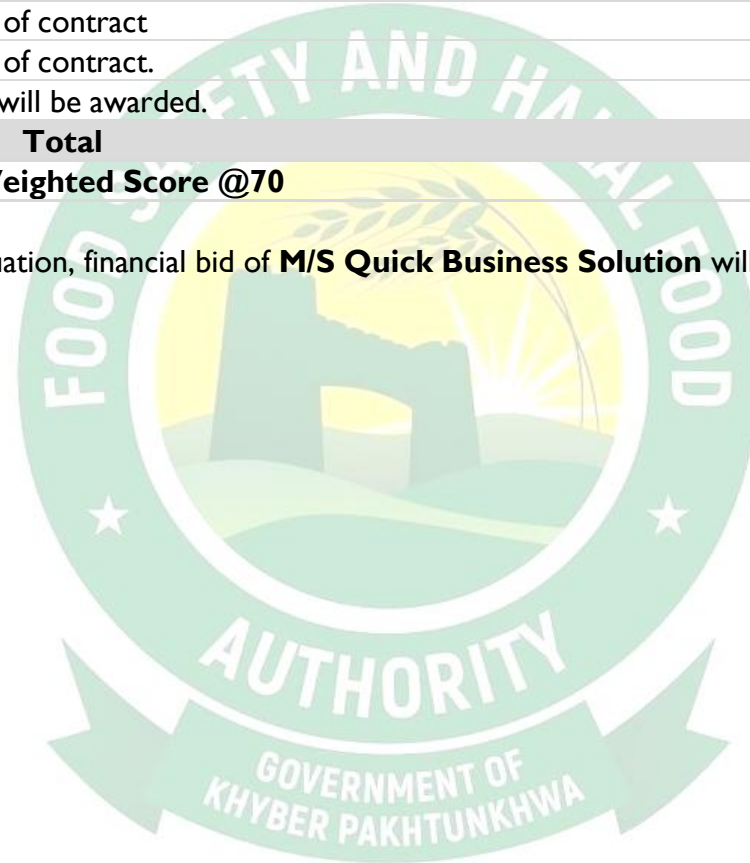 of contract
of contract.
will be awarded.
Total
Weighted Score @70
uation, financial bid of M/S Quick Business Solution will
FOOD SAFETY AND HALAL FOOD
AUTHORITY
GOVERNMENT OF
KHYBER PAKHTUNKHWA